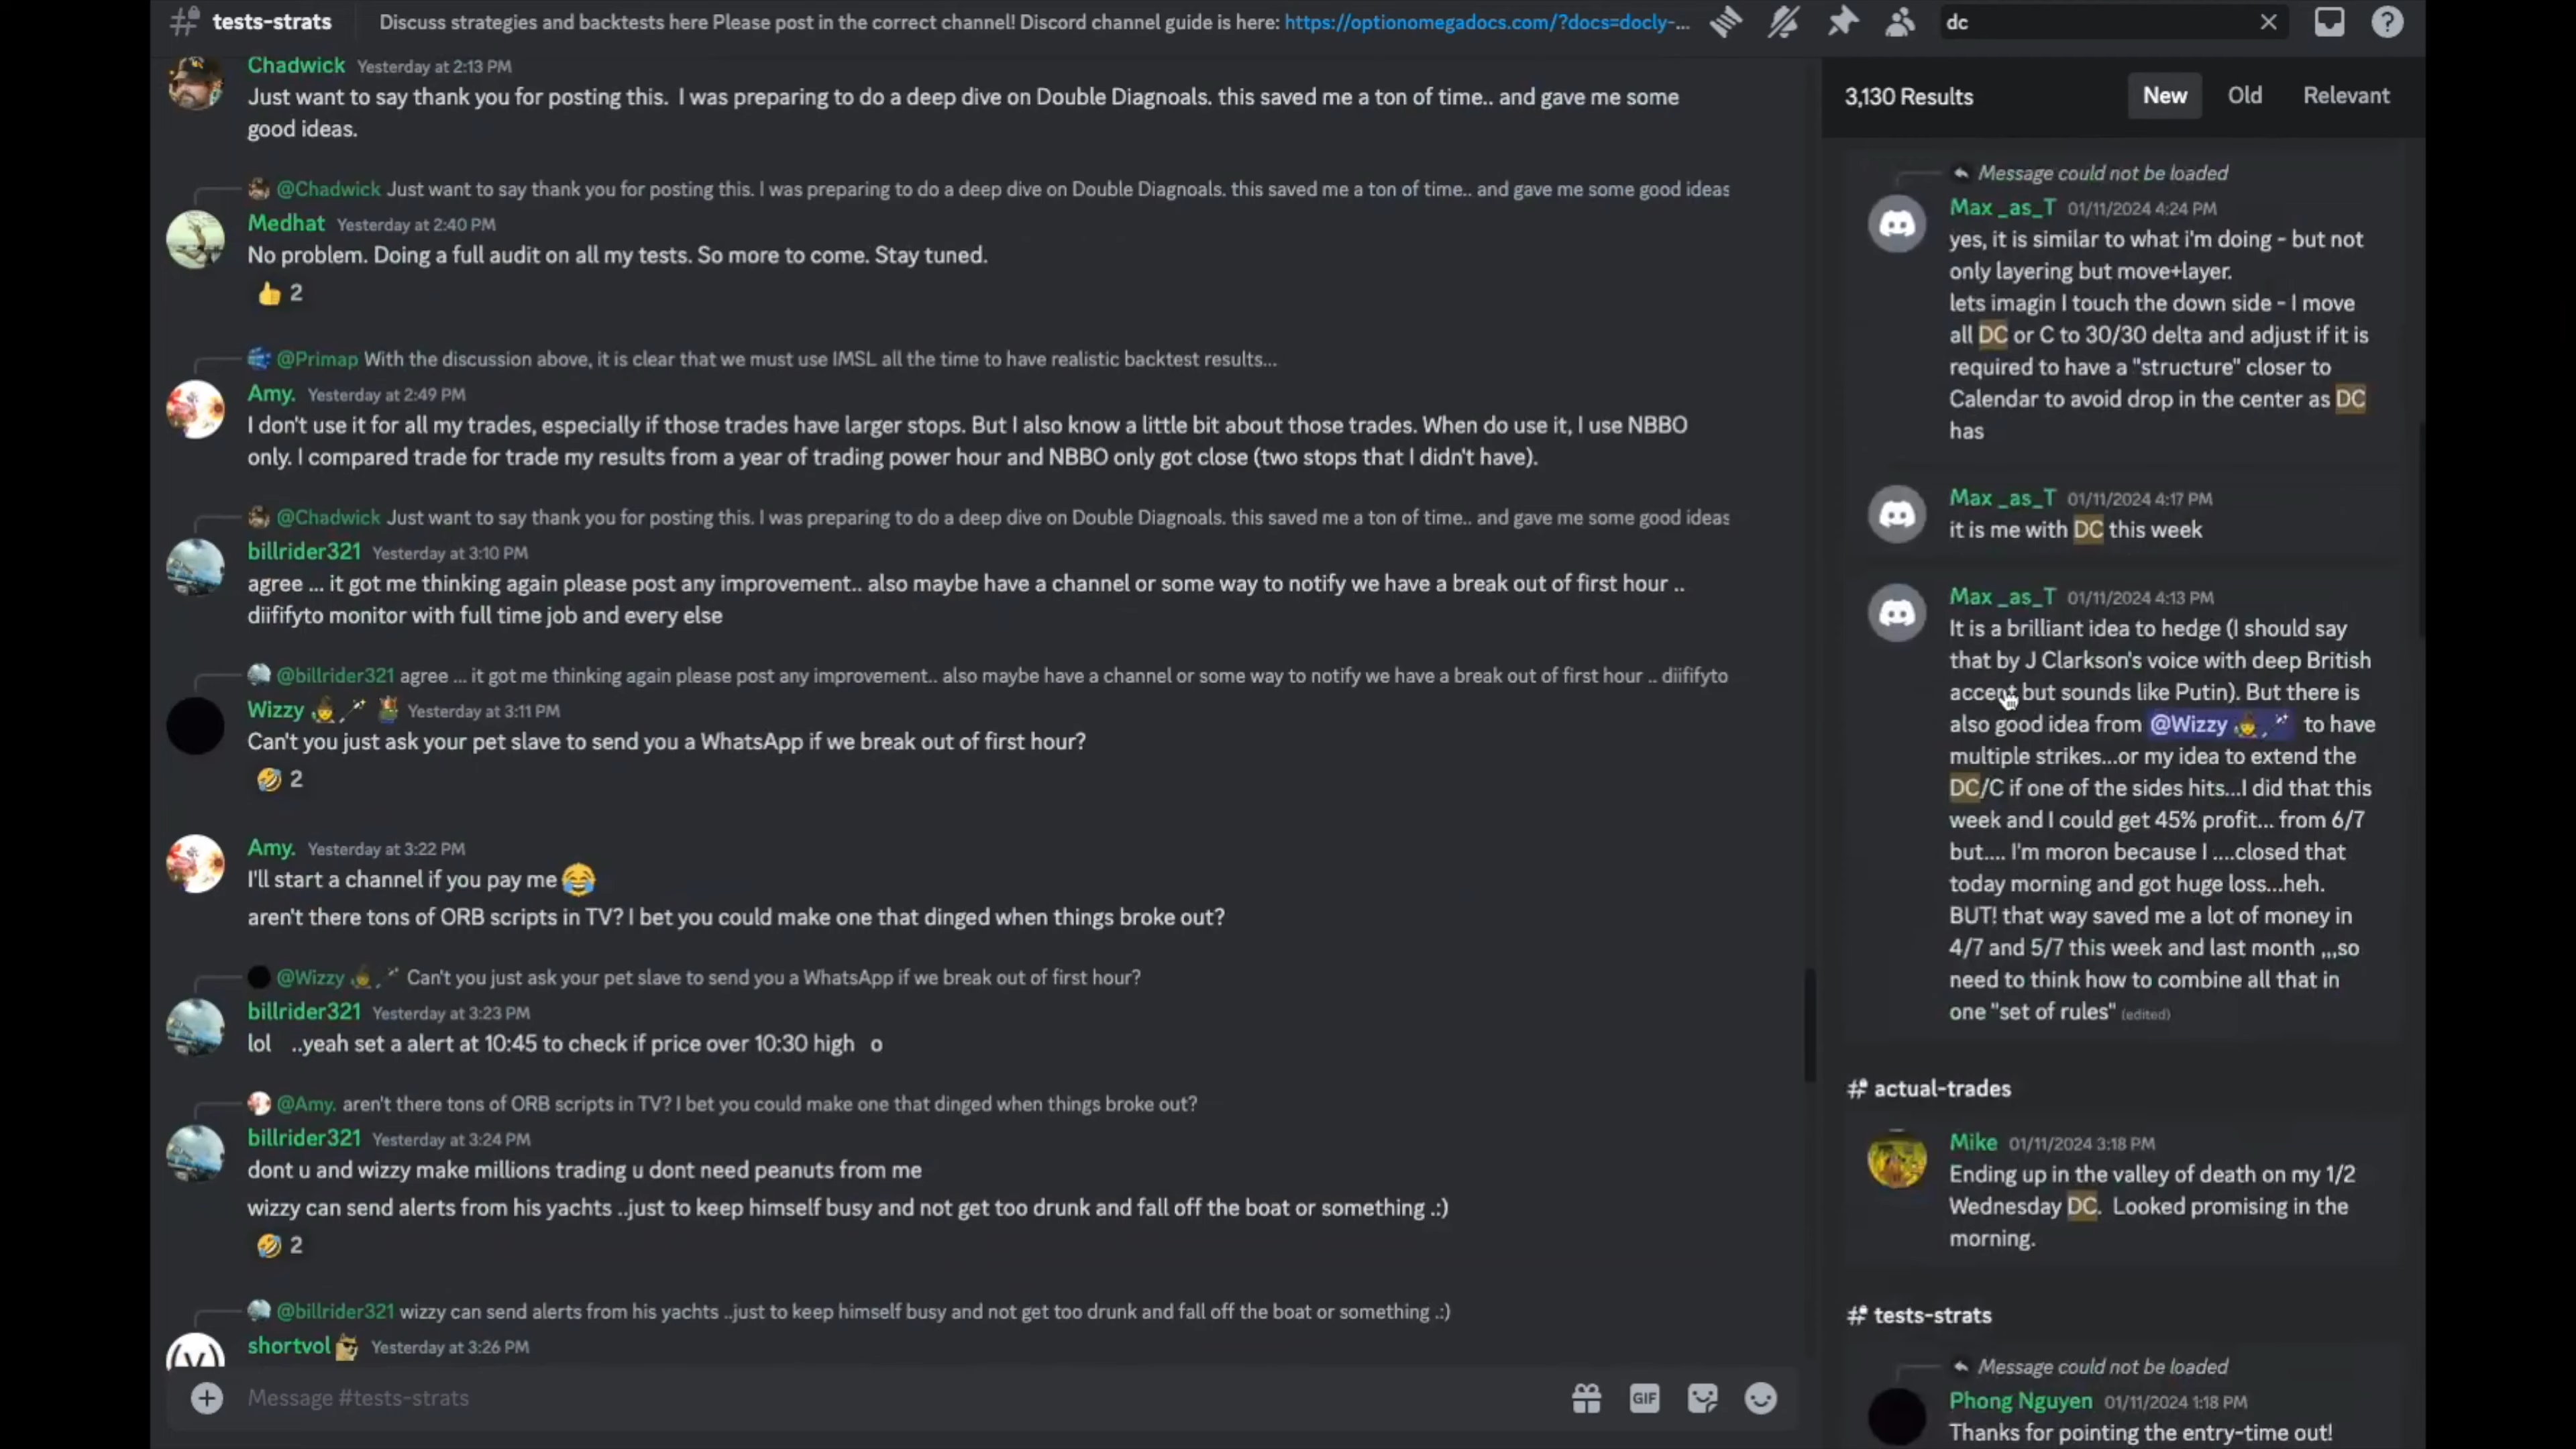 tests-strats
Discuss strategies and backtests here Please post in the correct channel! Discord channel guide is here: https://optionomegadocs.com/?docs=docly-...
dc
Chadwick Yesterday at 2:13 PM
Just want to say thank you for posting this. I was preparing to do a deep dive on Double Diagnoals. this saved me a ton of time.. and gave me some
good ideas.
@Chadwick Just want to say thank you for posting this. I was preparing to do a deep dive on Double Diagnoals. this saved me a ton of time.. and gave me some good ideas
Medhat Yesterday at 2:40 PM
No problem. Doing a full audit on all my tests. So more to come. Stay tuned.
👍 2
@Primap With the discussion above, it is clear that we must use IMSL all the time to have realistic backtest results...
Amy. Yesterday at 2:49 PM
I don't use it for all my trades, especially if those trades have larger stops. But I also know a little bit about those trades. When do use it, I use NBBO
only. I compared trade for trade my results from a year of trading power hour and NBBO only got close (two stops that I didn't have).
@Chadwick Just want to say thank you for posting this. I was preparing to do a deep dive on Double Diagnoals. this saved me a ton of time.. and gave me some good ideas
billrider321 Yesterday at 3:10 PM
agree ... it got me thinking again please post any improvement.. also maybe have a channel or some way to notify we have a break out of first hour ..
diififyto monitor with full time job and every else
@billrider321 agree ... it got me thinking again please post any improvement.. also maybe have a channel or some way to notify we have a break out of first hour .. diififyto
Wizzy Yesterday at 3:11 PM
Can't you just ask your pet slave to send you a WhatsApp if we break out of first hour?
🤣 2
Amy. Yesterday at 3:22 PM
I'll start a channel if you pay me 😂
aren't there tons of ORB scripts in TV? I bet you could make one that dinged when things broke out?
@Wizzy Can't you just ask your pet slave to send you a WhatsApp if we break out of first hour?
billrider321 Yesterday at 3:23 PM
lol ..yeah set a alert at 10:45 to check if price over 10:30 high o
@Amy. aren't there tons of ORB scripts in TV? I bet you could make one that dinged when things broke out?
billrider321 Yesterday at 3:24 PM
dont u and wizzy make millions trading u dont need peanuts from me
wizzy can send alerts from his yachts ..just to keep himself busy and not get too drunk and fall off the boat or something .:)
🤣 2
@billrider321 wizzy can send alerts from his yachts ..just to keep himself busy and not get too drunk and fall off the boat or something .:)
shortvol Yesterday at 3:26 PM
Message #tests-strats
GIF
3,130 Results New Old Relevant
Message could not be loaded
Max _as_T 01/11/2024 4:24 PM
yes, it is similar to what i'm doing - but not
only layering but move+layer.
lets imagin I touch the down side - I move
all DC or C to 30/30 delta and adjust if it is
required to have a "structure" closer to
Calendar to avoid drop in the center as DC
has
Max _as_T 01/11/2024 4:17 PM
it is me with DC this week
Max _as_T 01/11/2024 4:13 PM
It is a brilliant idea to hedge (I should say
that by J Clarkson's voice with deep British
accent but sounds like Putin). But there is
also good idea from @Wizzy to have
multiple strikes...or my idea to extend the
DC/C if one of the sides hits...I did that this
week and I could get 45% profit... from 6/7
but.... I'm moron because I ....closed that
today morning and got huge loss...heh.
BUT! that way saved me a lot of money in
4/7 and 5/7 this week and last month ,,,so
need to think how to combine all that in
one "set of rules" (edited)
actual-trades
Mike 01/11/2024 3:18 PM
Ending up in the valley of death on my 1/2
Wednesday DC. Looked promising in the
morning.
tests-strats
Message could not be loaded
Phong Nguyen 01/11/2024 1:18 PM
Thanks for pointing the entry-time out!